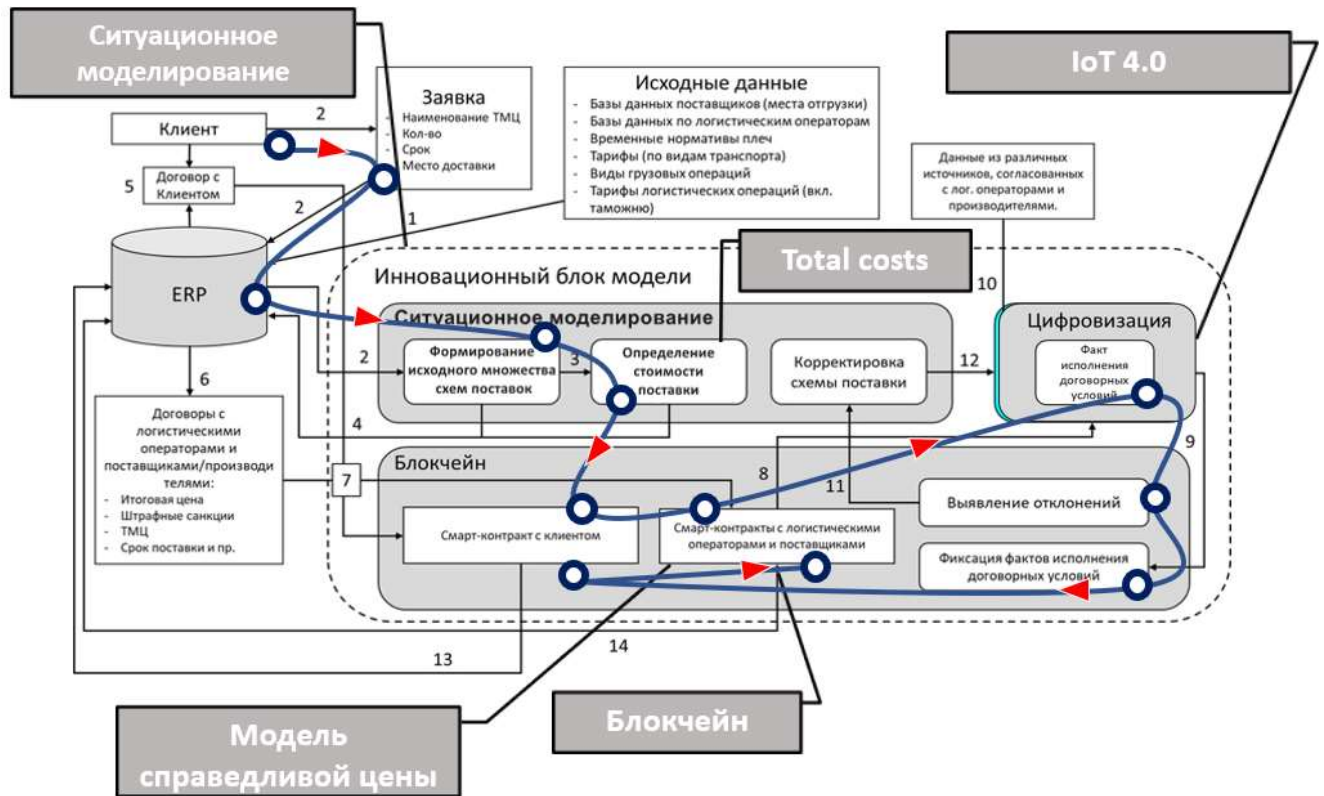 Ситуационное
моделирование
IoT 4.0
Исходные данные
- Базы данных поставщиков (места отгрузки)
- Базы данных по логистическим операторам
- Временные нормативы плеч
- Тарифы (по видам транспорта)
- Виды грузовых операций
- Тарифы логистических операций (вкл.
таможню)
2
Заявка
Наименование ТМЦ
- Кол-во
- Срок
Место доставки
Клиент
5
Договор с
Клиентом
2
1
Данные из различных
источников, согласованных
с лог. операторами и
производителями.
ERP
Инновационный блок модели
Total costs
10
Ситуационное моделирование
2
Формирование
исходного множества
схем поставок
3
Определение
стоимости
поставки
Корректировка
схемы поставки
12
Цифровизация
Факт
исполнения
договорных
условий
6
4
9
Договоры с
логистическими
операторами и
поставщиками/производи
телями:
- Итоговая цена
- Штрафные санкции
- ТМЦ
- Срок поставки и пр.
7
Блокчейн
8
11
Смарт-контракт с клиентом
Смарт-контракты с логистическими
операторами и поставщиками
Выявление отклонений
Фиксация фактов исполнения
договорных условий
13
14
Модель
справедливой цены
Блокчейн